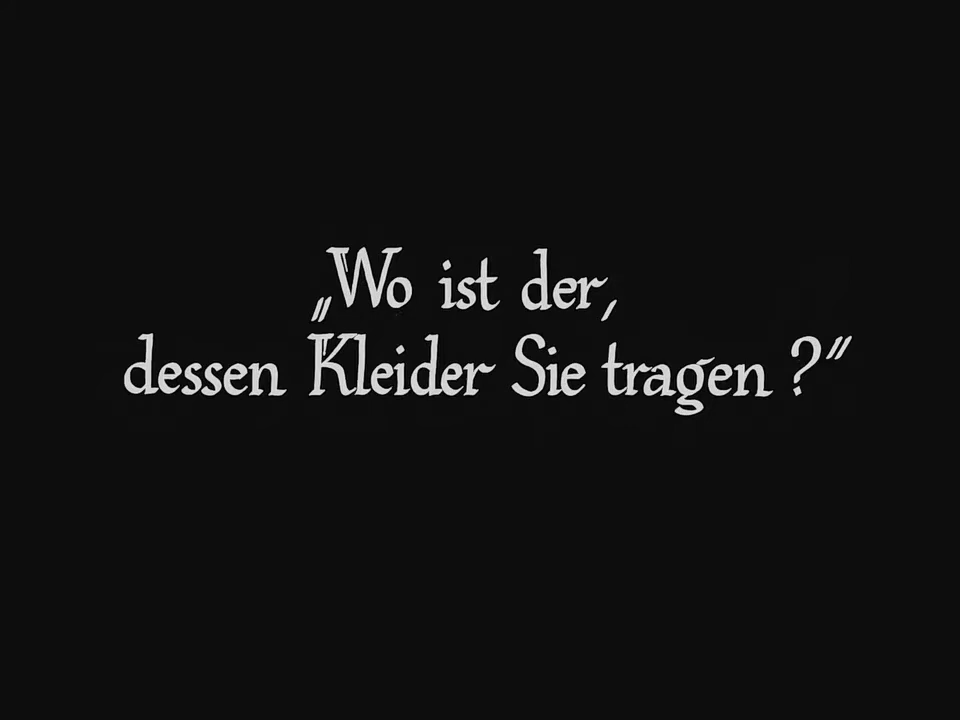 „Wo ist der,
dessen Kleider Sie tragen?“